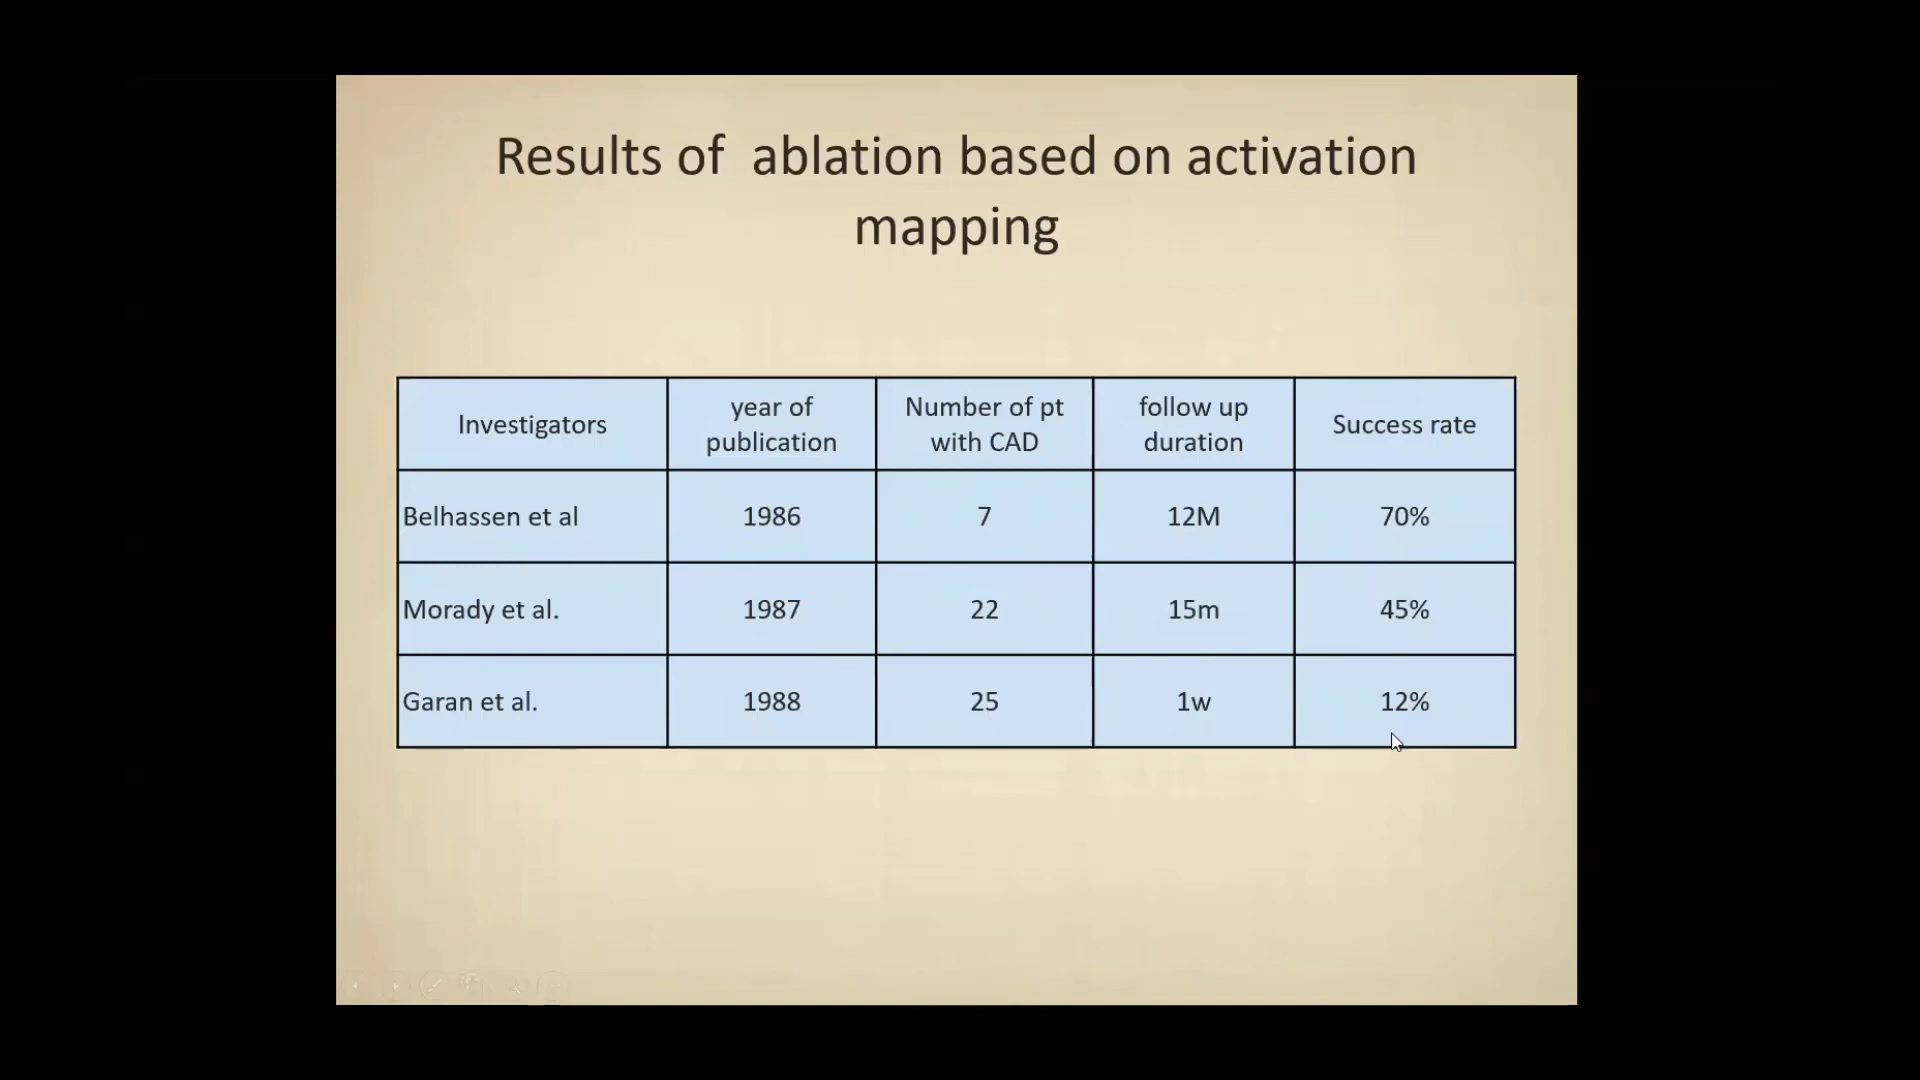 Results of ablation based on activation
mapping
Investigators
year of
publication
Number of pt
with CAD
follow up
duration
Success rate
Belhassen et al
1986
7
12M
70%
Morady et al.
1987
22
15m
45%
Garan et al.
1988
25
1w
12%